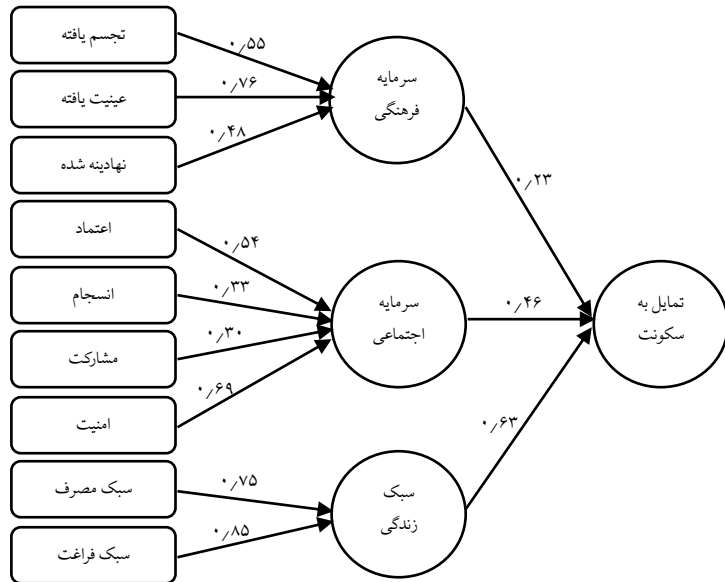 تجسم یافته
عینیت یافته
نهادینه شده
اعتماد
انسجام
مشارکت
امنیت
سبک مصرف
سبک فراغت
۰٫۵۵
۰٫۷۶
۰٫۴۸
۰٫۵۴
۰٫۳۳
۰٫۳۰
۰٫۶۹
۰٫۷۵
۰٫۸۵
سرمایه
فرهنگی
سرمایه
اجتماعی
سبک
زندگی
۰٫۲۳
۰٫۴۶
۰٫۶۳
تمایل به
سکونت